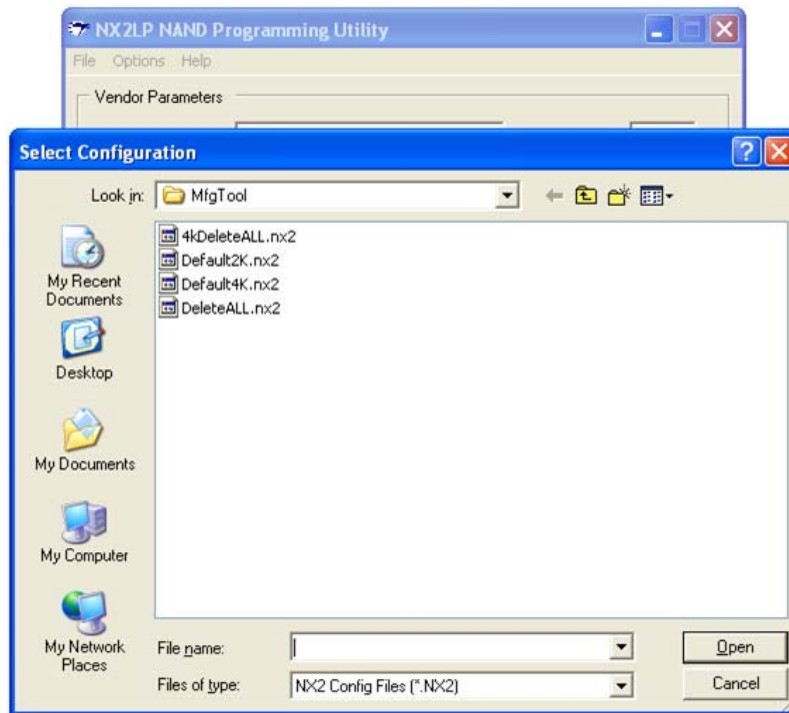 NX2LP NAND Programming Utility
File Options Help
Vendor Parameters
Select Configuration
Look in: MfgTool
4kDeleteALL.nx2
Default2K.nx2
Default4K.nx2
DeleteALL.nx2
My Recent
Documents
Desktop
My Documents
My Computer
My Network
Places
File name:
Open
Files of type: NX2 Config Files (*.NX2)
Cancel